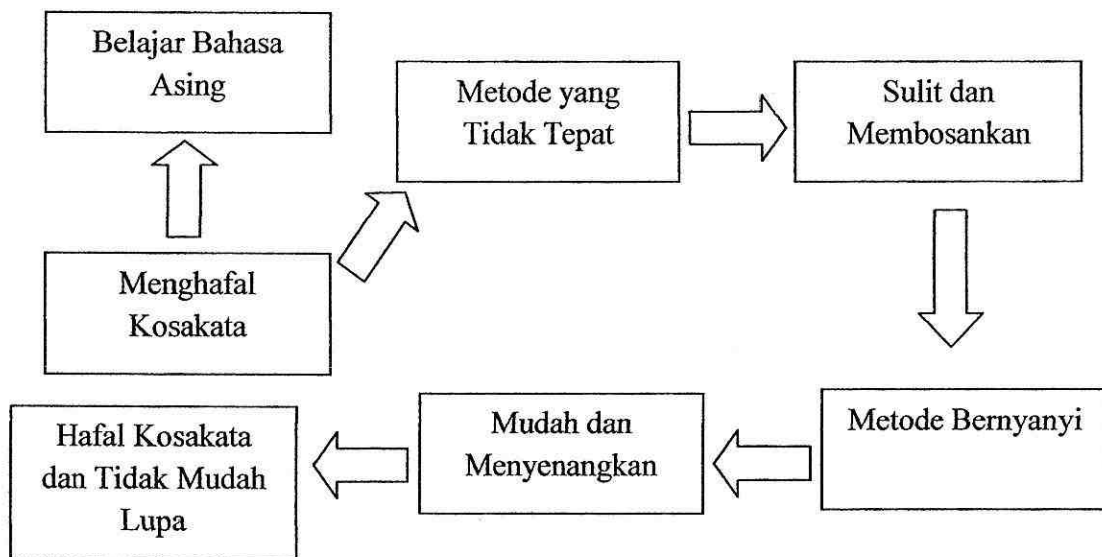 Belajar Bahasa
Asing
Metode yang
Tidak Tepat
Sulit dan
Membosankan
Menghafal
Kosakata
Metode Bernyanyi
Mudah dan
Menyenangkan
Hafal Kosakata
dan Tidak Mudah
Lupa